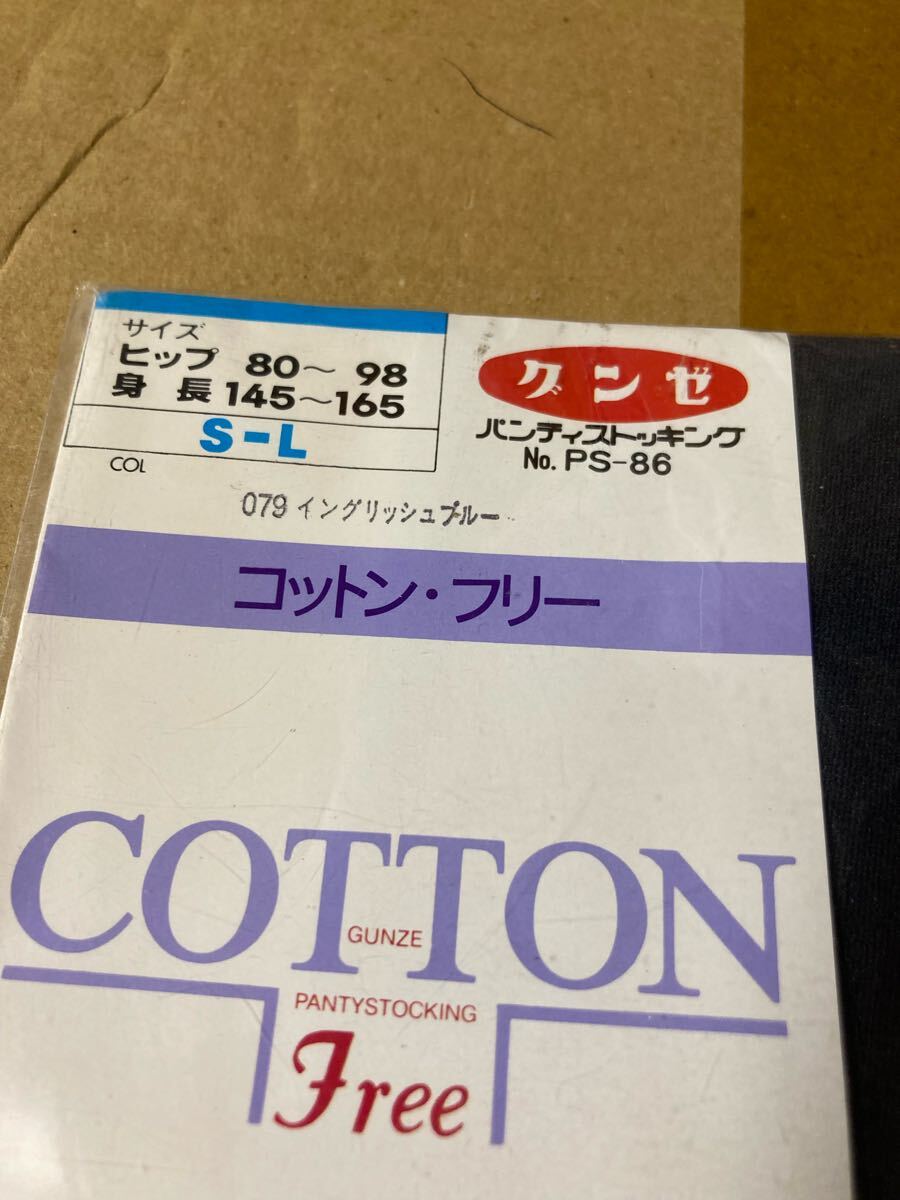 サイズ
ヒップ 80～98
身長 145～165
S-L
グンゼ
パンティストッキング
No. PS-86
COL
079 イングリッシュブルー
コットン・フリー
COTTON
GUNZE
PANTYSTOCKING
Free